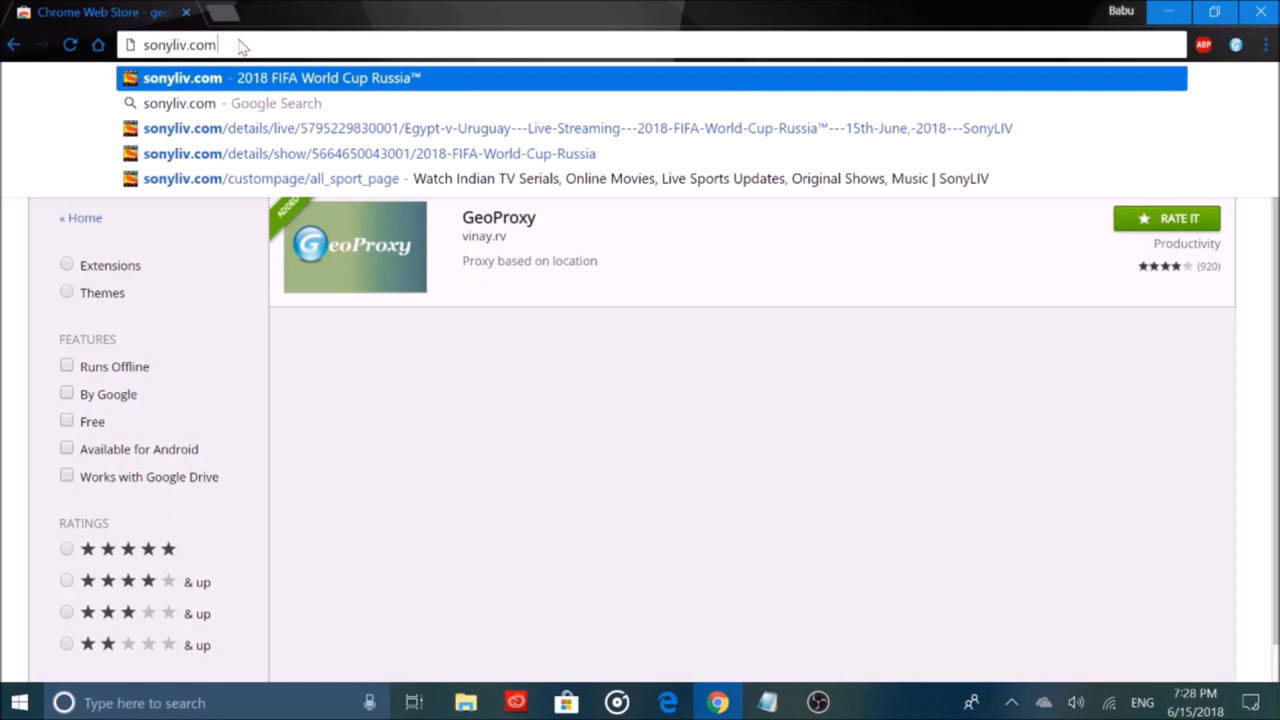 Chrome Web Store - geo
Babu
sonyliv.com
ABP
sonyliv.com - 2018 FIFA World Cup Russia™
sonyliv.com - Google Search
sonyliv.com/details/live/5795229830001/Egypt-v-Uruguay---Live-Streaming---2018-FIFA-World-Cup-Russia™---15th-June,-2018---SonyLIV
sonyliv.com/details/show/5664650043001/2018-FIFA-World-Cup-Russia
sonyliv.com/custompage/all_sport_page - Watch Indian TV Serials, Online Movies, Live Sports Updates, Original Shows, Music | SonyLIV
« Home
Extensions
Themes
FEATURES
Runs Offline
By Google
Free
Available for Android
Works with Google Drive
RATINGS
& up
& up
& up
ADDED
GeoProxy
GeoProxy
vinay.rv
Proxy based on location
RATE IT
Productivity
(920)
Type here to search
ENG
7:28 PM
6/15/2018